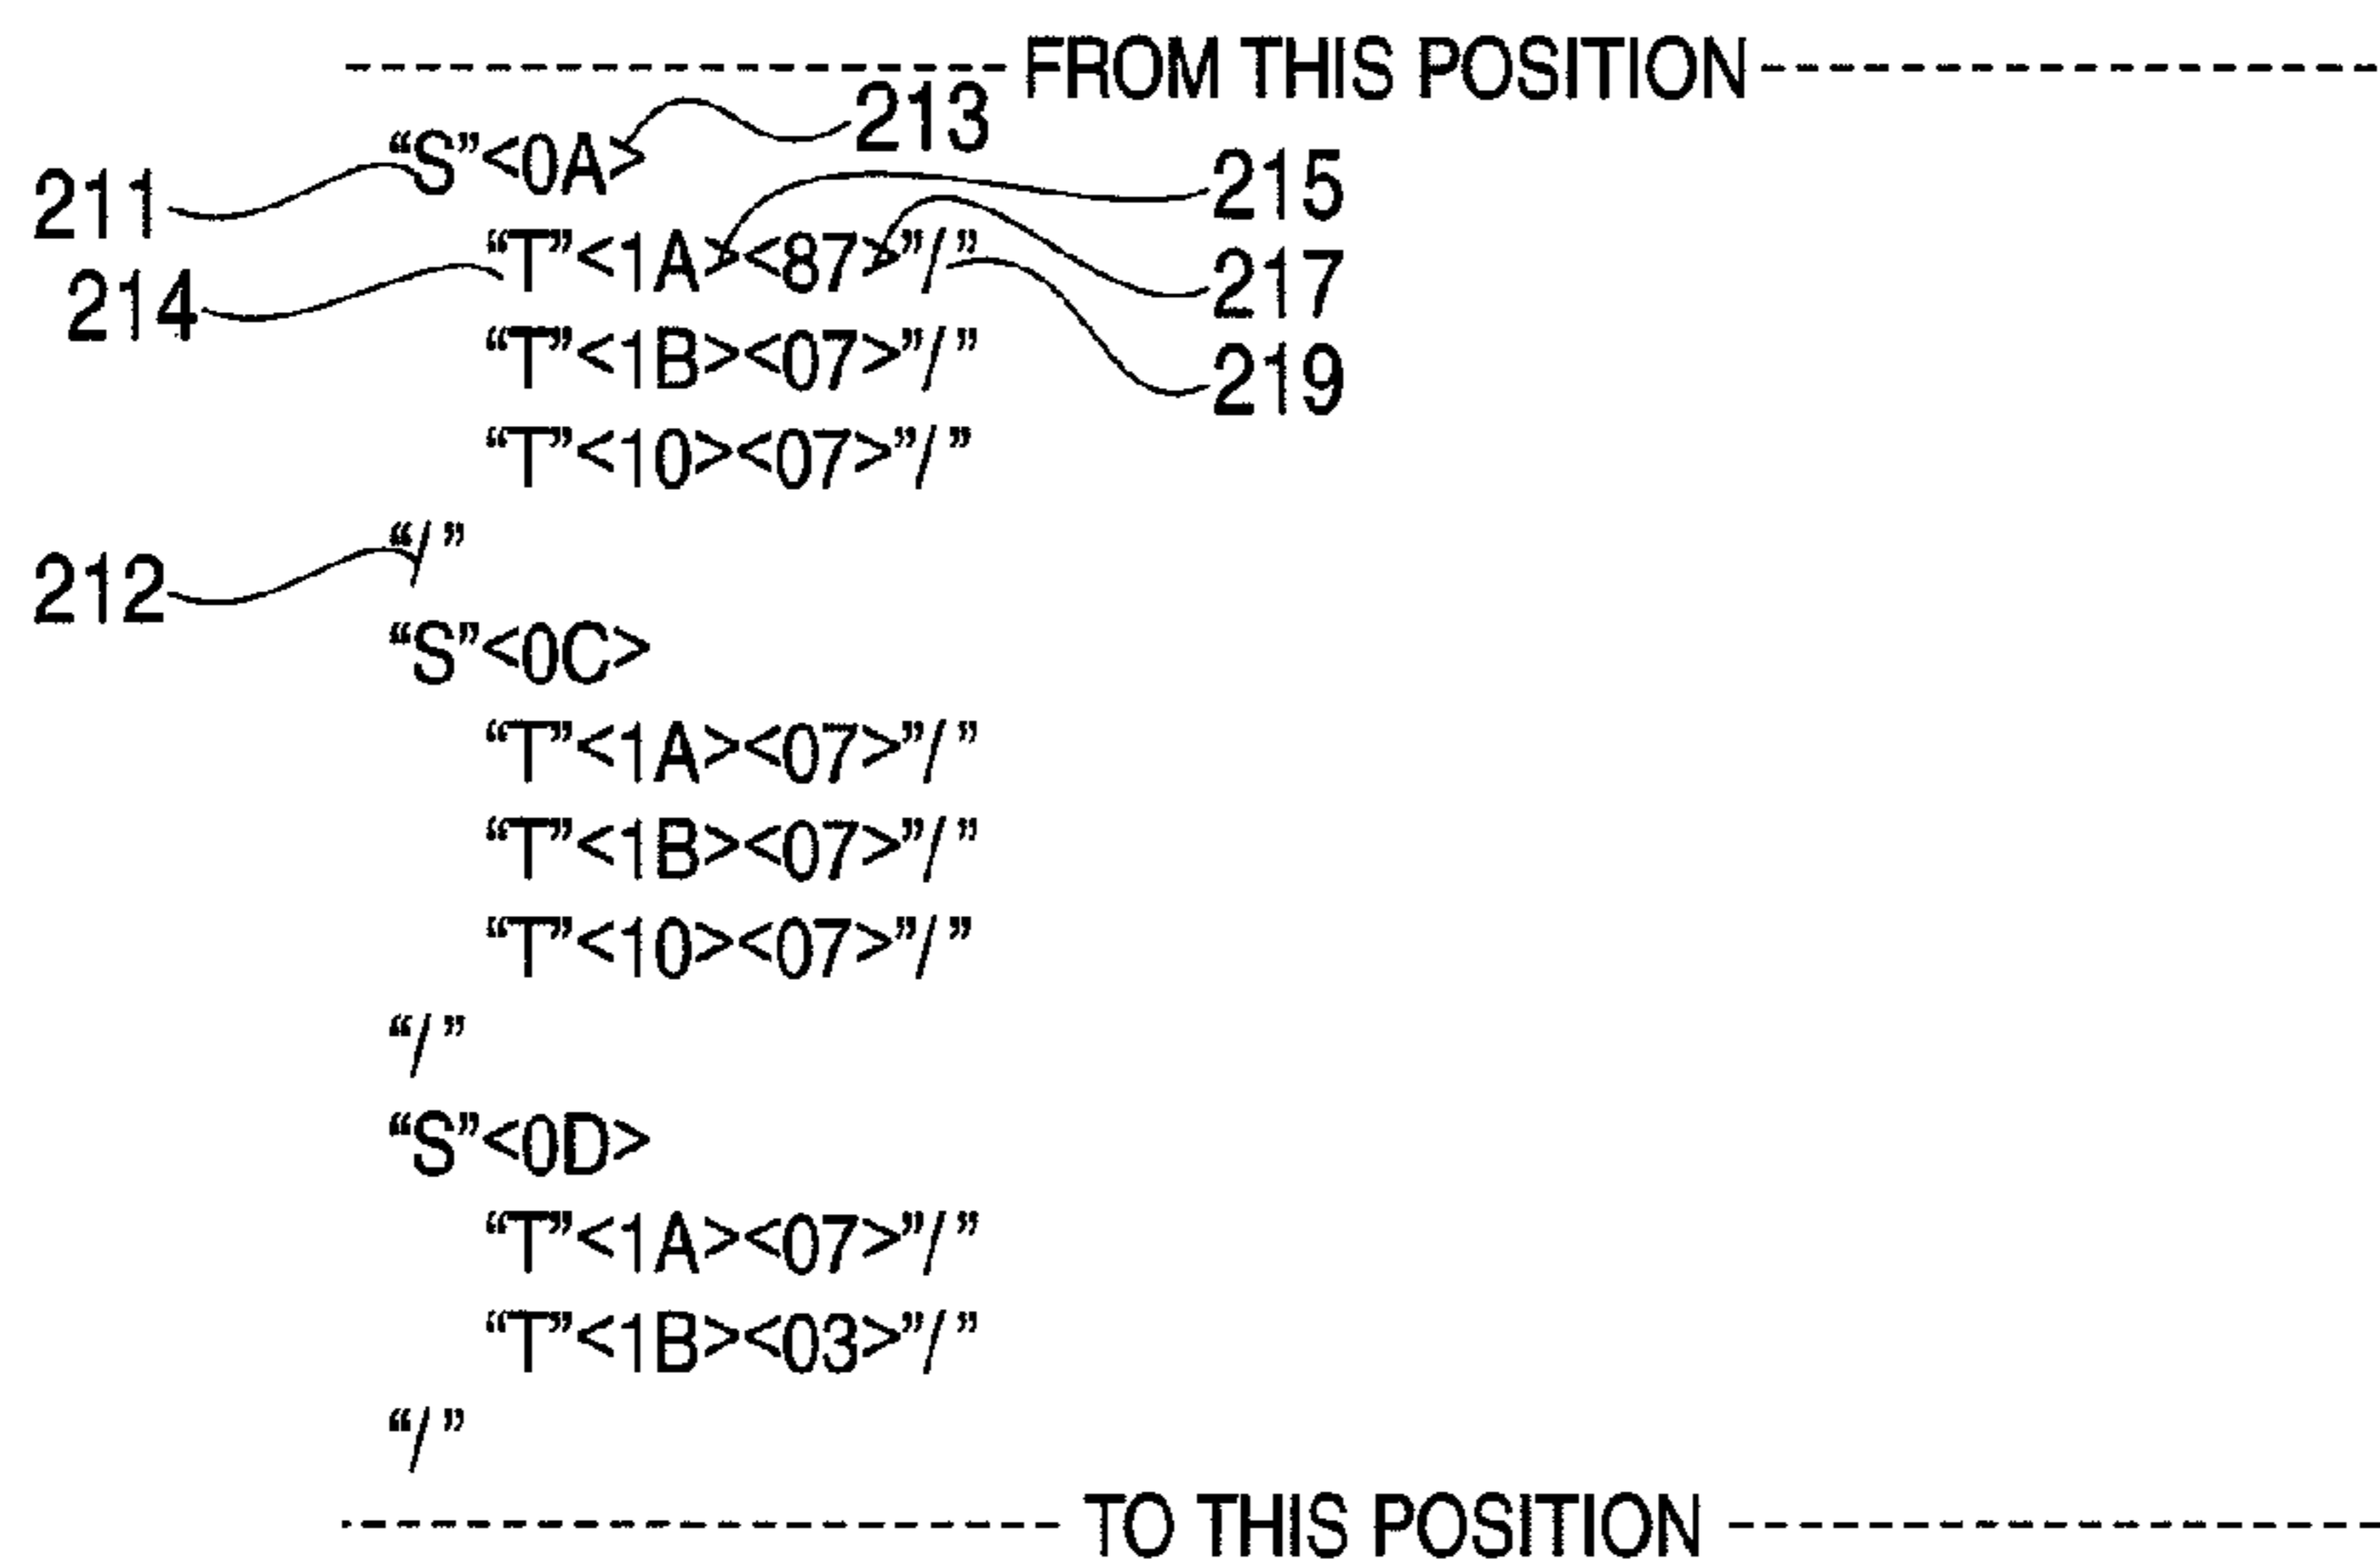 ---------------------- FROM THIS POSITION ----------------------
213
“S”<0A>
211
215
“T”<1A><87>”/”
214
217
“T”<1B><07>”/”
219
“T”<10><07>”/”
“/”
212
“S”<0C>
“T”<1A><07>”/”
“T”<1B><07>”/”
“T”<10><07>”/”
“/”
“S”<0D>
“T”<1A><07>”/”
“T”<1B><03>”/”
“/”
---------------------- TO THIS POSITION ----------------------